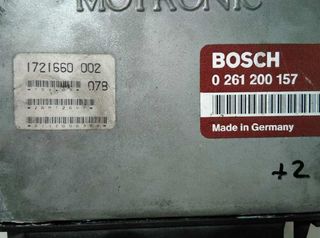 MOTRONIC
1721660 002
078
BOSCH
0 261 200 157
Made in Germany
+2